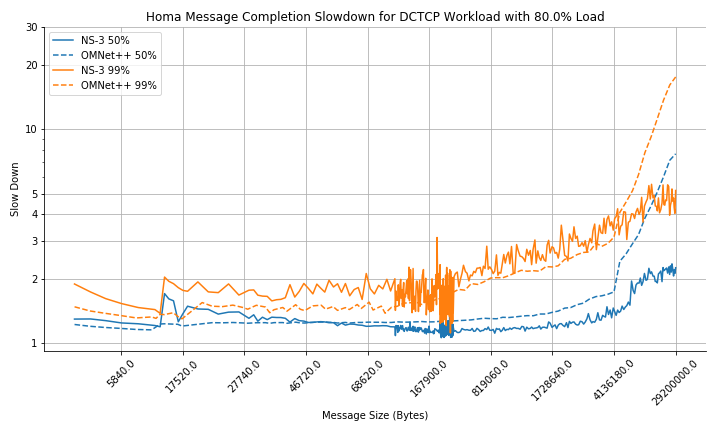 Homa Message Completion Slowdown for DCTCP Workload with 80.0% Load
NS-3 50%
OMNet++ 50%
NS-3 99%
OMNet++ 99%
30
20
10
5
4
3
2
1
Slow Down
5840.0
17520.0
27740.0
46720.0
68620.0
167900.0
819060.0
1728640.0
4136180.0
29200000.0
Message Size (Bytes)